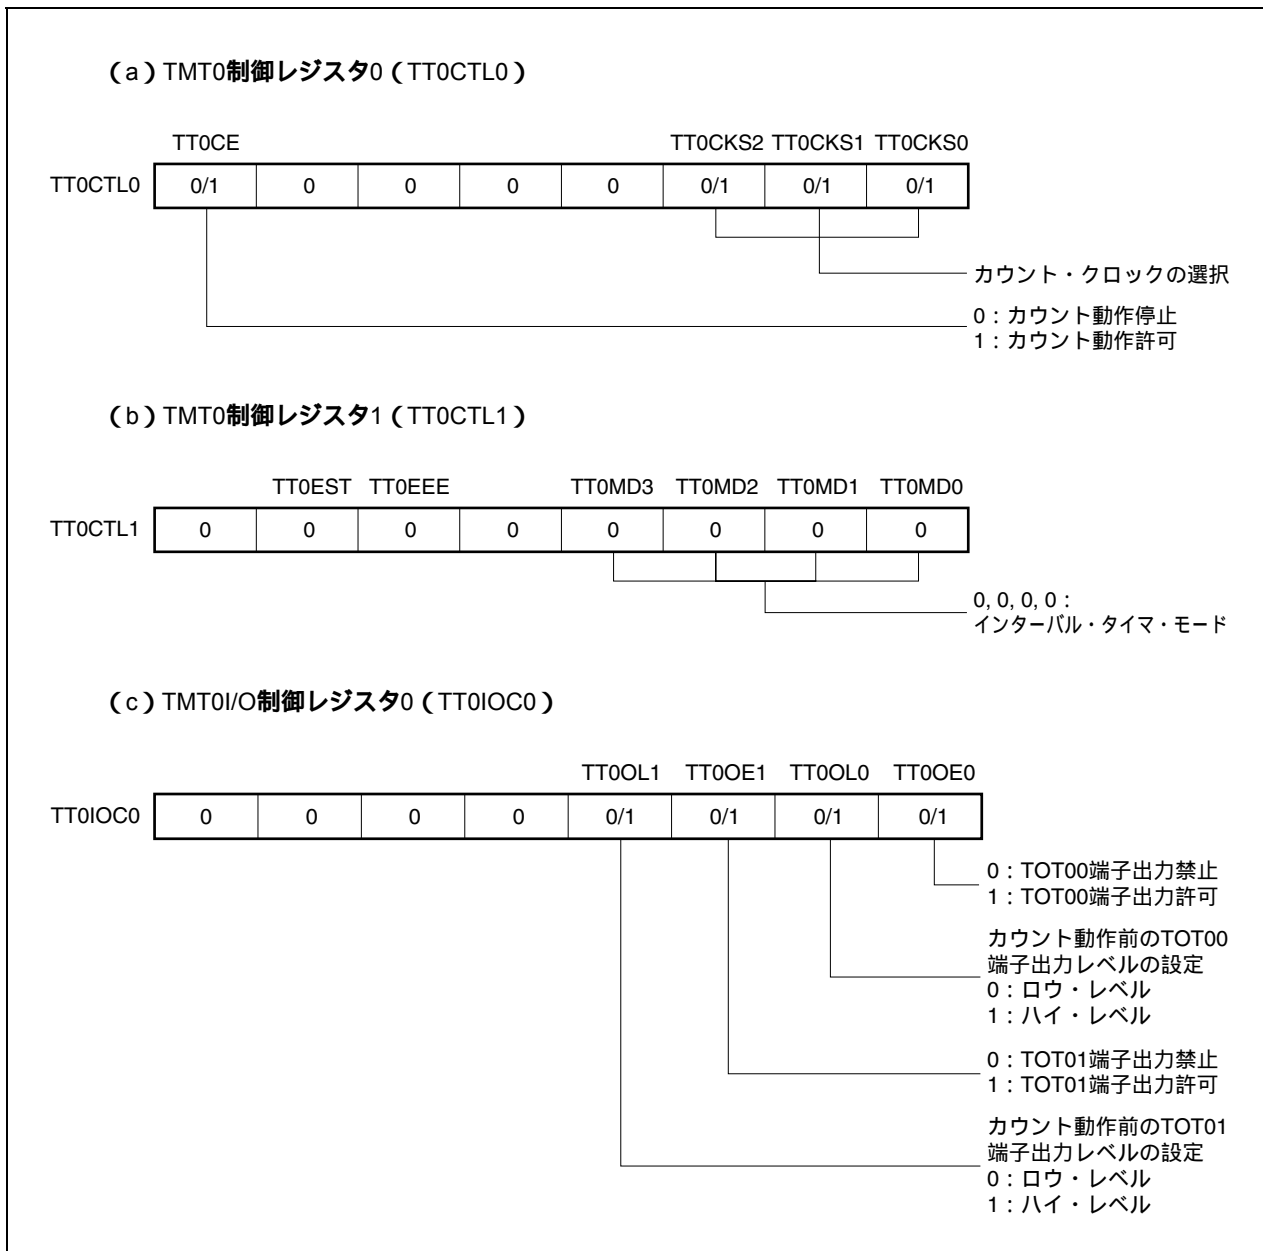 (a)TMT0制御レジスタ0(TT0CTL0)
TT0CE TT0CKS2 TT0CKS1 TT0CKS0
TT0CTL0 0/1 0 0 0 0 0/1 0/1 0/1
カウント・クロックの選択
0:カウント動作停止
1:カウント動作許可
(b)TMT0制御レジスタ1(TT0CTL1)
TT0EST TT0EEE TT0MD3 TT0MD2 TT0MD1 TT0MD0
TT0CTL1 0 0 0 0 0 0 0 0
0, 0, 0, 0:
インターバル・タイマ・モード
(c)TMT0I/O制御レジスタ0(TT0IOC0)
TT0OL1 TT0OE1 TT0OL0 TT0OE0
TT0IOC0 0 0 0 0 0/1 0/1 0/1 0/1
0:TOT00端子出力禁止
1:TOT00端子出力許可
カウント動作前のTOT00
端子出力レベルの設定
0:ロウ・レベル
1:ハイ・レベル
0:TOT01端子出力禁止
1:TOT01端子出力許可
カウント動作前のTOT01
端子出力レベルの設定
0:ロウ・レベル
1:ハイ・レベル